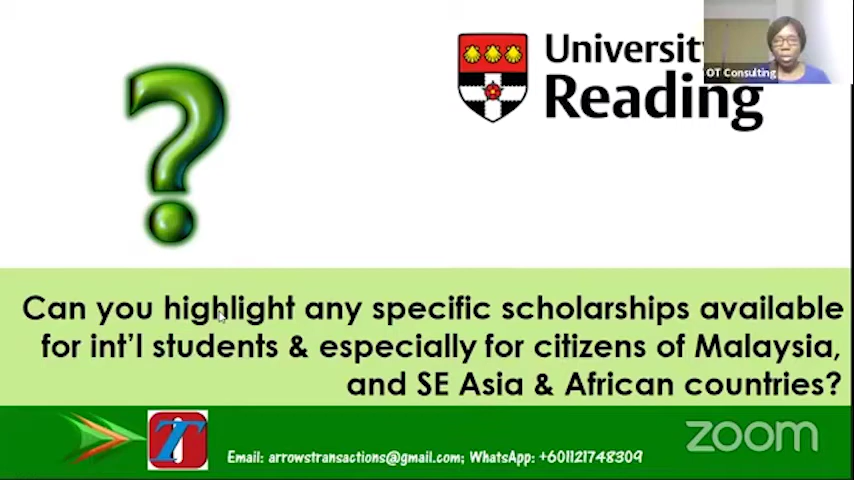 University
Reading
OT Consulting
Can you highlight any specific scholarships available
for int'l students & especially for citizens of Malaysia,
and SE Asia & African countries?
Email: arrowstransactions@gmail.com; WhatsApp: +601121748309
zoom